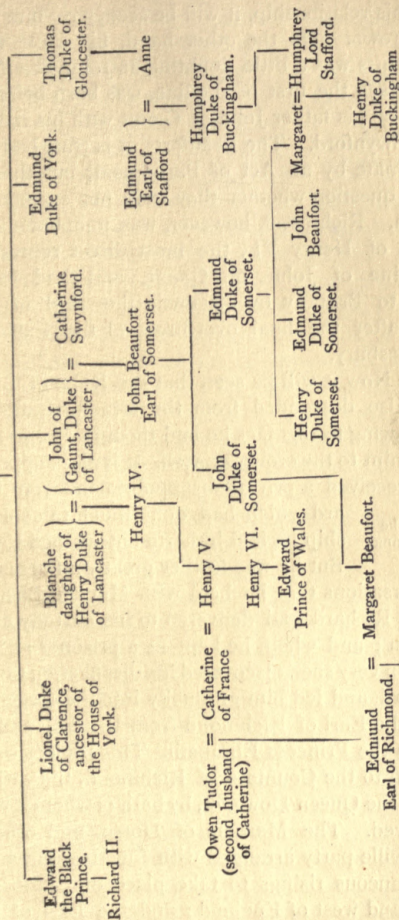 Edward
the Black
Prince.
Richard II.
Lionel Duke
of Clarence,
ancestor of
the House of
York.
Blanche
daughter of
Henry Duke
of Lancaster
=
John of
Gaunt, Duke
of Lancaster
=
Catherine
Swynford.
Edmund
Duke of York.
Thomas
Duke of
Gloucester.
Henry IV.
John Beaufort
Earl of Somerset.
Edmund
Earl of
Stafford
=
Anne
Humphrey
Duke of
Buckingham.
Owen Tudor
(second husband
of Catherine)
= Catherine
of France
= Henry V.
John
Duke of
Somerset.
Edmund
Duke of
Somerset.
Henry VI.
Edward
Prince of Wales.
Henry
Duke of
Somerset.
Edmund
Duke of
Somerset.
John
Beaufort.
Margaret = Humphrey
Lord
Stafford.
Henry
Duke of
Buckingham
Edmund
Earl of Richmond.
= Margaret Beaufort.